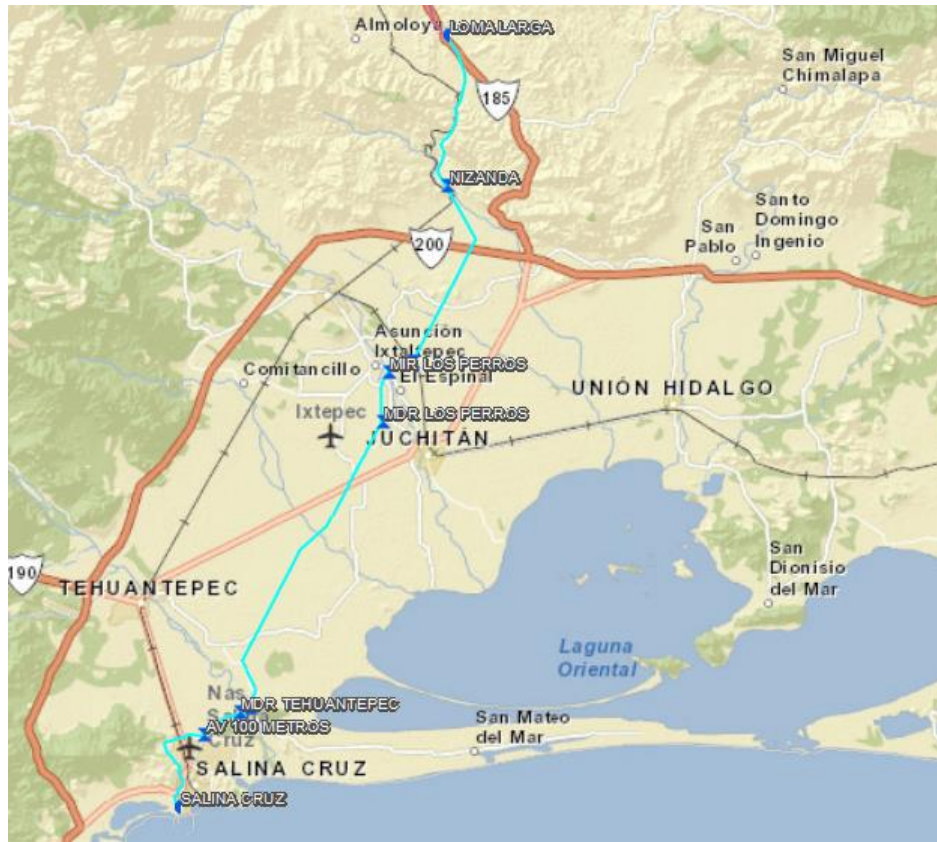 Almoloya
LOMA LARGA
San Miguel
Chimalapa
185
NIZANDA
Santo
Domingo
Ingenio
San
Pablo
200
Asunción
Ixtaltepec
MIR LOS PERROS
Comitancillo
El Espinal
UNIÓN HIDALGO
Ixtepec
MDR LOS PERROS
JUCHITÁN
190
TEHUANTEPEC
San
Dionisio
del Mar
Laguna
Oriental
Nas
MDR TEHUANTEPEC
AV 100 METROS
Cruz
San Mateo
del Mar
SALINA CRUZ
SALINA CRUZ